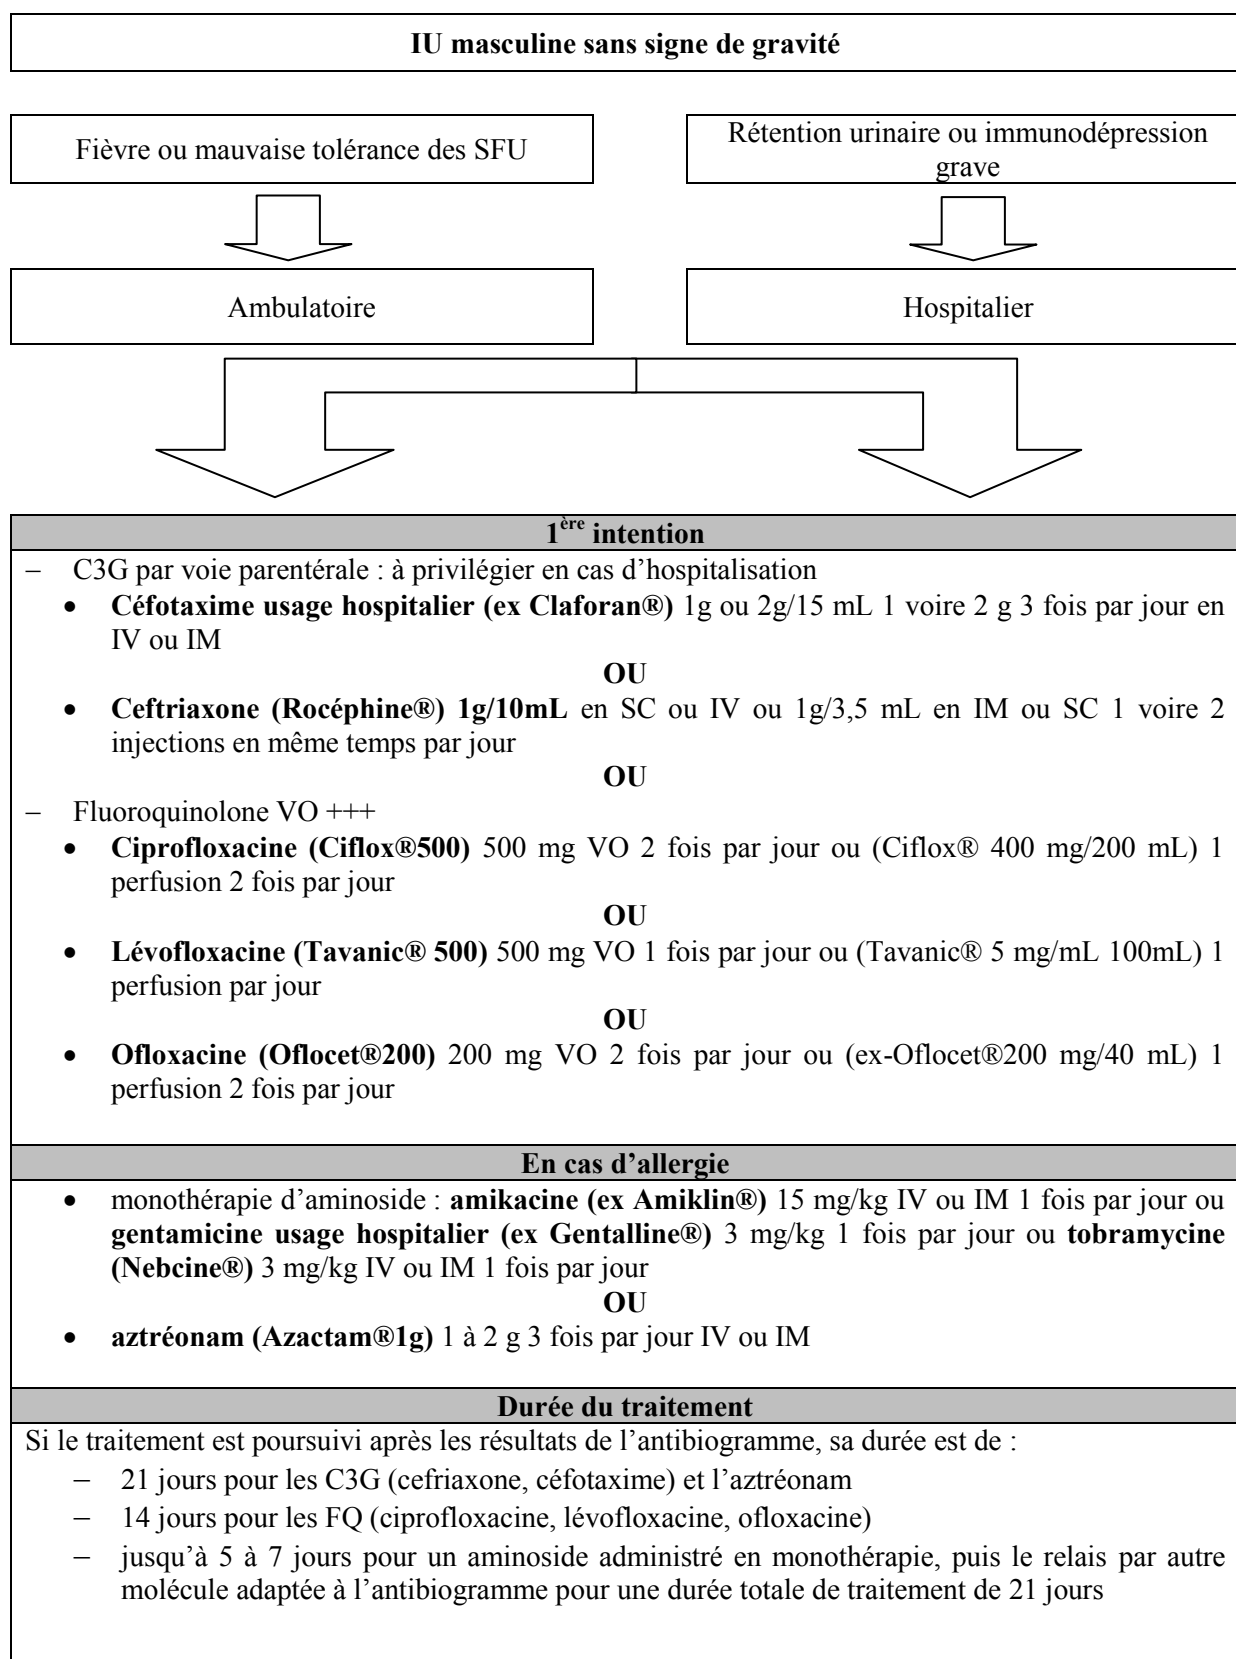 IU masculine sans signe de gravité
Fièvre ou mauvaise tolérance des SFU
Rétention urinaire ou immunodépression
grave
Ambulatoire
Hospitalier
1ère intention
− C3G par voie parentérale : à privilégier en cas d’hospitalisation
• Céfotaxime usage hospitalier (ex Claforan®) 1g ou 2g/15 mL 1 voire 2 g 3 fois par jour en
IV ou IM
OU
• Ceftriaxone (Rocéphine®) 1g/10mL en SC ou IV ou 1g/3,5 mL en IM ou SC 1 voire 2
injections en même temps par jour
OU
− Fluoroquinolone VO +++
• Ciprofloxacine (Ciflox®500) 500 mg VO 2 fois par jour ou (Ciflox® 400 mg/200 mL) 1
perfusion 2 fois par jour
OU
• Lévofloxacine (Tavanic® 500) 500 mg VO 1 fois par jour ou (Tavanic® 5 mg/mL 100mL) 1
perfusion par jour
OU
• Ofloxacine (Oflocet®200) 200 mg VO 2 fois par jour ou (ex-Oflocet®200 mg/40 mL) 1
perfusion 2 fois par jour
En cas d’allergie
• monothérapie d’aminoside : amikacine (ex Amiklin®) 15 mg/kg IV ou IM 1 fois par jour ou
gentamicine usage hospitalier (ex Gentalline®) 3 mg/kg 1 fois par jour ou tobramycine
(Nebcine®) 3 mg/kg IV ou IM 1 fois par jour
OU
• aztréonam (Azactam®1g) 1 à 2 g 3 fois par jour IV ou IM
Durée du traitement
Si le traitement est poursuivi après les résultats de l’antibiogramme, sa durée est de :
− 21 jours pour les C3G (cefriaxone, céfotaxime) et l’aztréonam
− 14 jours pour les FQ (ciprofloxacine, lévofloxacine, ofloxacine)
− jusqu’à 5 à 7 jours pour un aminoside administré en monothérapie, puis le relais par autre
molécule adaptée à l’antibiogramme pour une durée totale de traitement de 21 jours